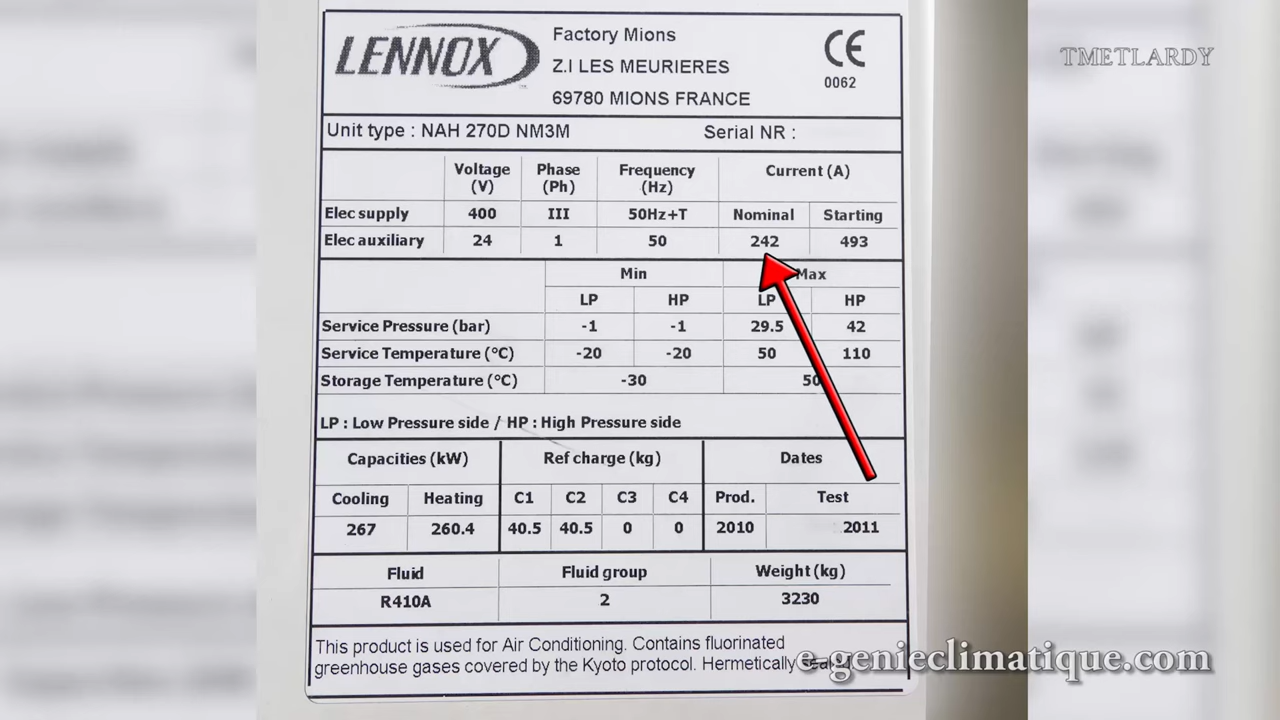 TMETLARDY
LENNOX
Factory Mions
Z.I LES MEURIERES
69780 MIONS FRANCE
CE
0062
Unit type : NAH 270D NM3M Serial NR :
Voltage (V) Phase (Ph) Frequency (Hz) Current (A)
Elec supply 400 III 50Hz+T Nominal Starting
Elec auxiliary 24 1 50 242 493
Min Max
LP HP LP HP
Service Pressure (bar) -1 -1 29.5 42
Service Temperature (°C) -20 -20 50 110
Storage Temperature (°C) -30 50
LP : Low Pressure side / HP : High Pressure side
Capacities (kW) Ref charge (kg) Dates
Cooling Heating C1 C2 C3 C4 Prod. Test
267 260.4 40.5 40.5 0 0 2010 2011
Fluid Fluid group Weight (kg)
R410A 2 3230
This product is used for Air Conditioning. Contains fluorinated
greenhouse gases covered by the Kyoto protocol. Hermetically
e-genieclimatique.com